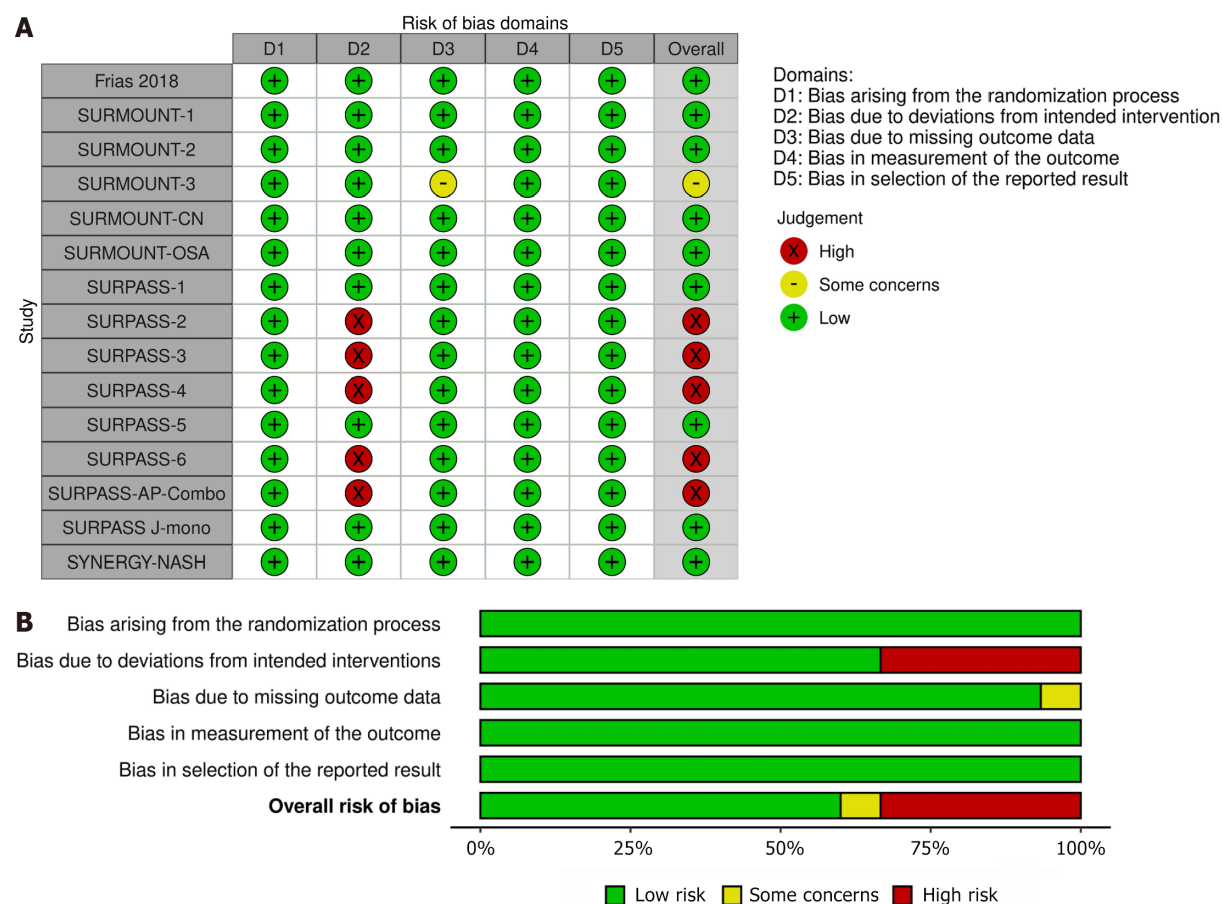 A
Risk of bias domains
D1 D2 D3 D4 D5 Overall
Study
Frias 2018 + + + + + +
SURMOUNT-1 + + + + + +
SURMOUNT-2 + + + + + +
SURMOUNT-3 + + - + + -
SURMOUNT-CN + + + + + +
SURMOUNT-OSA + + + + + +
SURPASS-1 + + + + + +
SURPASS-2 + X + + + X
SURPASS-3 + X + + + X
SURPASS-4 + X + + + X
SURPASS-5 + + + + + +
SURPASS-6 + X + + + X
SURPASS-AP-Combo + X + + + X
SURPASS J-mono + + + + + +
SYNERGY-NASH + + + + + +
Domains:
D1: Bias arising from the randomization process
D2: Bias due to deviations from intended intervention
D3: Bias due to missing outcome data
D4: Bias in measurement of the outcome
D5: Bias in selection of the reported result
Judgement
X High
- Some concerns
+ Low
B
Bias arising from the randomization process
Bias due to deviations from intended interventions
Bias due to missing outcome data
Bias in measurement of the outcome
Bias in selection of the reported result
Overall risk of bias
0% 25% 50% 75% 100%
Low risk Some concerns High risk